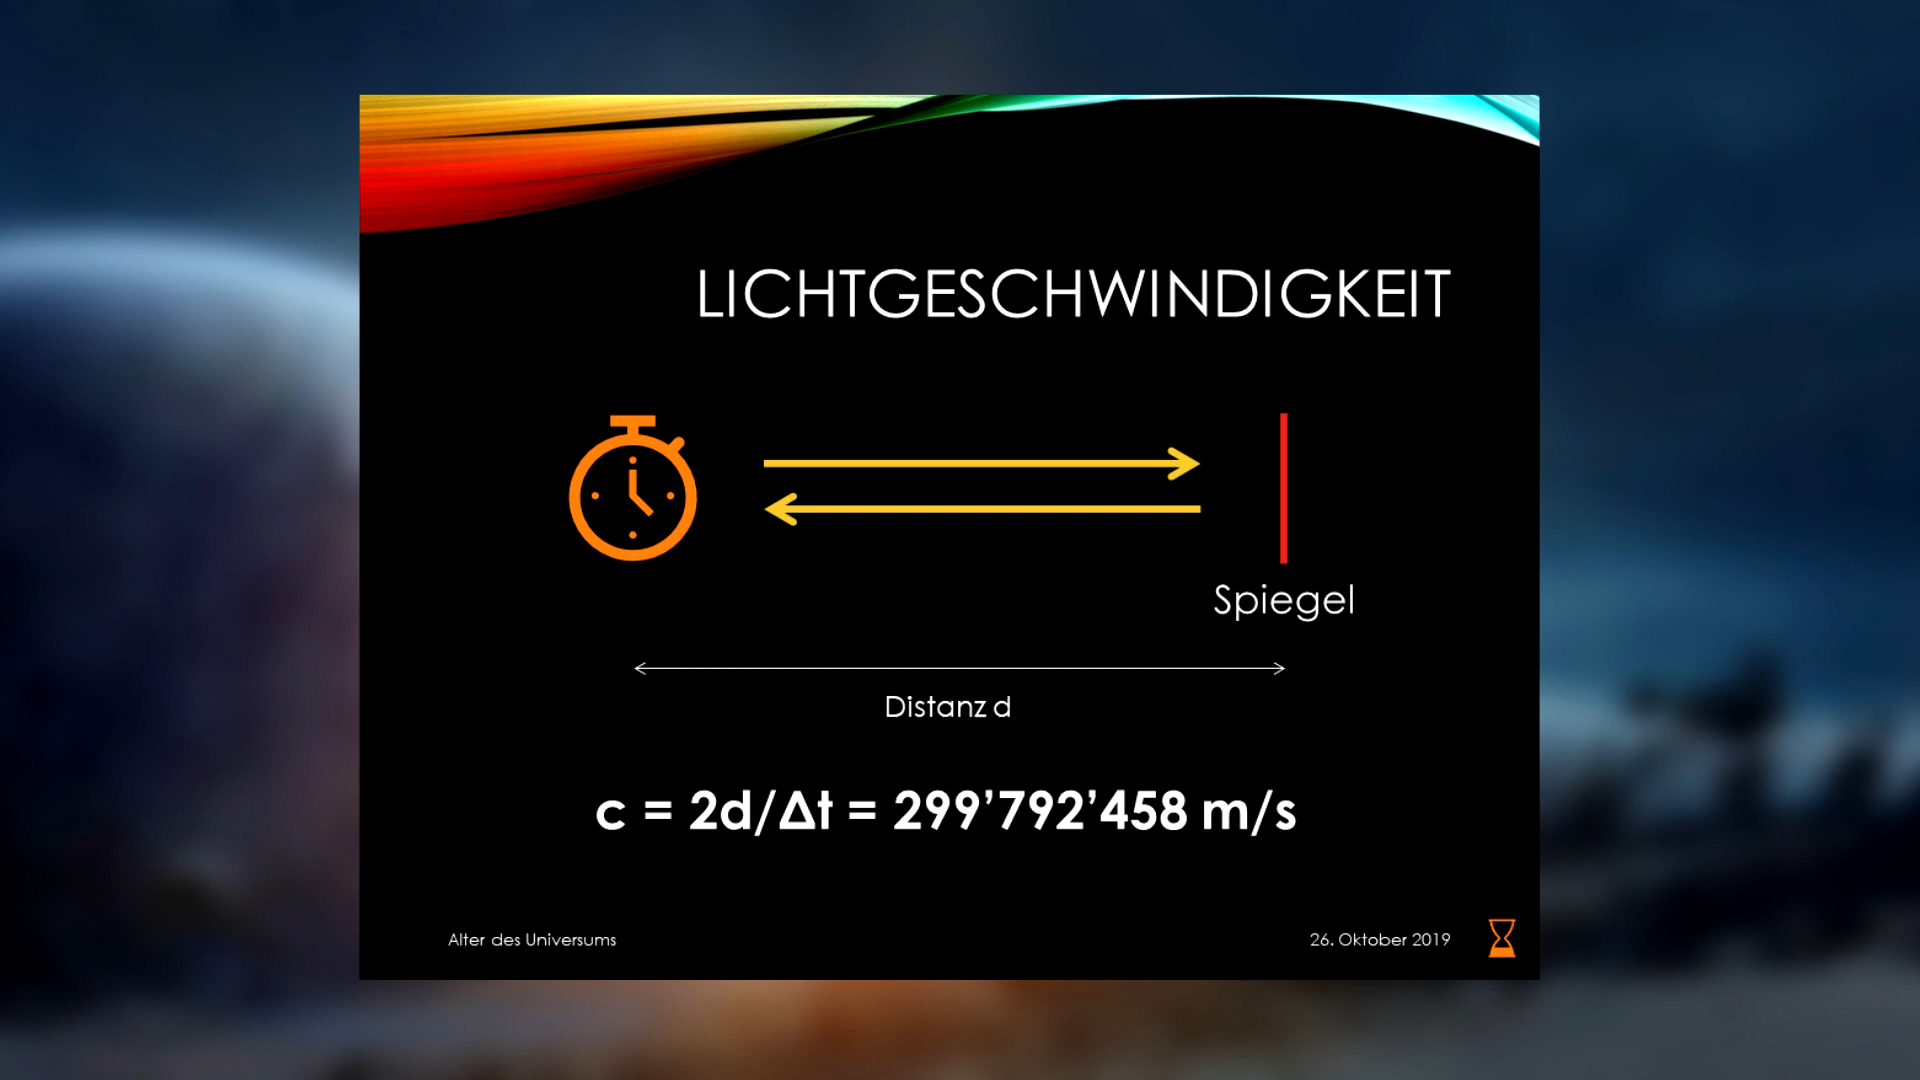 LICHTGESCHWINDIGKEIT
Spiegel
Distanz d
c = 2d/Δt = 299’792’458 m/s
Alter des Universums
26. Oktober 2019